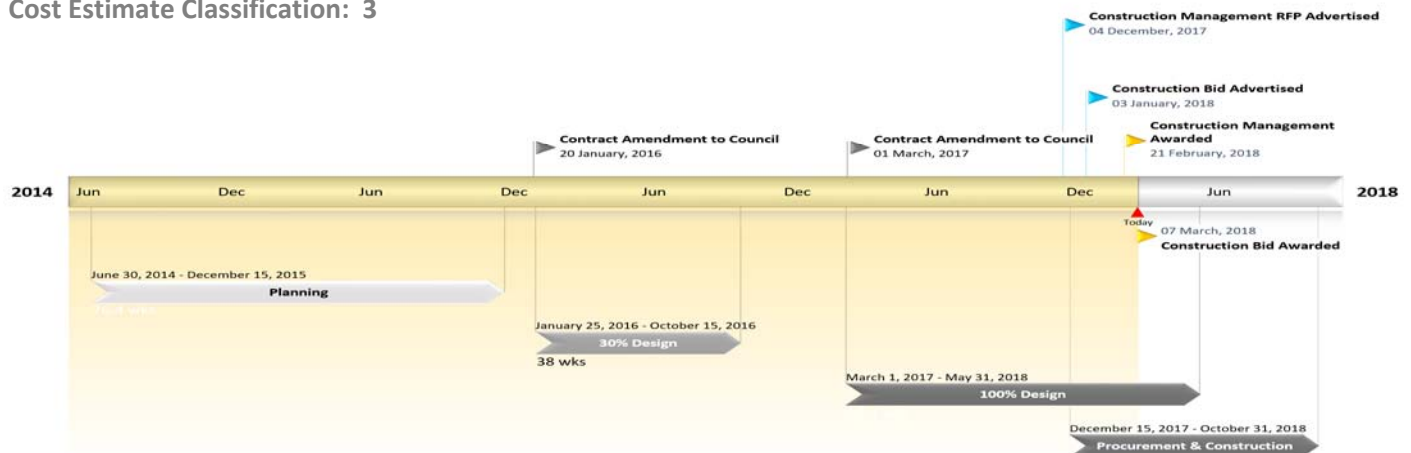 Cost Estimate Classification: 3
Construction Management RFP Advertised
04 December, 2017
Construction Bid Advertised
03 January, 2018
Contract Amendment to Council
20 January, 2016
Contract Amendment to Council
01 March, 2017
Construction Management
Awarded
21 February, 2018
2014 Jun Dec Jun Dec Jun Dec Jun Dec Jun 2018
Today
07 March, 2018
Construction Bid Awarded
June 30, 2014 - December 15, 2015
Planning
January 25, 2016 - October 15, 2016
30% Design
38 wks
March 1, 2017 - May 31, 2018
100% Design
December 15, 2017 - October 31, 2018
Procurement & Construction